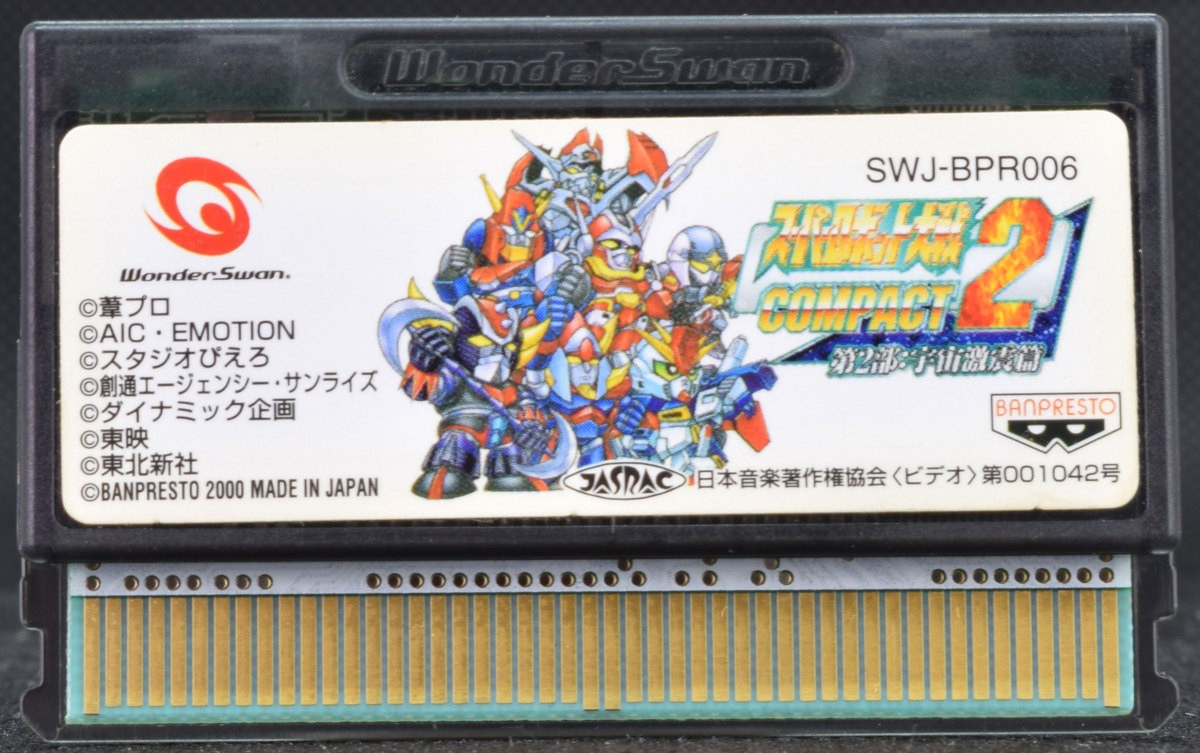 WonderSwan
SWJ-BPR006
WonderSwan®
スーパーロボット大戦
COMPACT 2
第2部・宇宙激震篇
©葦プロ
©AIC・EMOTION
©スタジオぴえろ
©創通エージェンシー・サンライズ
©ダイナミック企画
©東映
©東北新社
©BANPRESTO 2000 MADE IN JAPAN
BANPRESTO
JASRAC
日本音楽著作権協会〈ビデオ〉第001042号